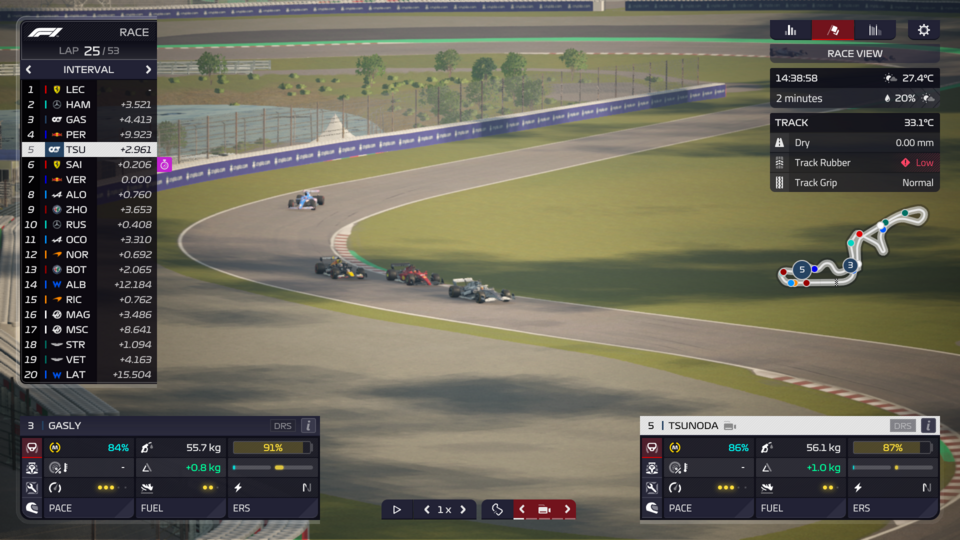 F1 RACE
LAP 25 / 53
INTERVAL
1 LEC -
2 HAM +3.521
3 GAS +4.413
4 PER +9.923
5 TSU +2.961
6 SAI +0.206
7 VER 0.000
8 ALO +0.760
9 ZHO +3.653
10 RUS +0.408
11 OCO +3.310
12 NOR +0.692
13 BOT +2.065
14 ALB +12.184
15 RIC +0.762
16 MAG +3.486
17 MSC +8.641
18 STR +1.094
19 VET +4.163
20 LAT +15.504
RACE VIEW
14:38:58 27.4°C
2 minutes 20%
TRACK 33.1°C
Dry 0.00 mm
Track Rubber Low
Track Grip Normal
5 3
3 GASLY DRS i
M 84% 55.7 kg 91%
- +0.8 kg
N
PACE FUEL ERS
1x
5 TSUNODA DRS i
M 86% 56.1 kg 87%
- +1.0 kg
N
PACE FUEL ERS